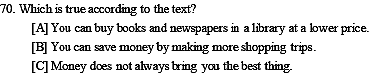 70. Which is true according to the text?
[A] You can buy books and newspapers in a library at a lower price.
[B] You can save money by making more shopping trips.
[C] Money does not always bring you the best thing.